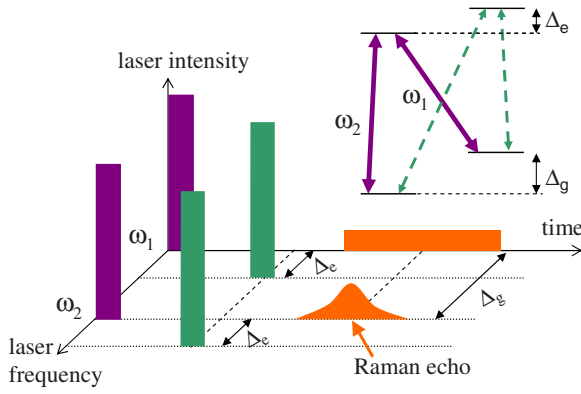 Δe
laser intensity
ω1
ω2
Δg
ω1
time
Δe
ω2
Δg
Δe
laser
frequency
Raman echo